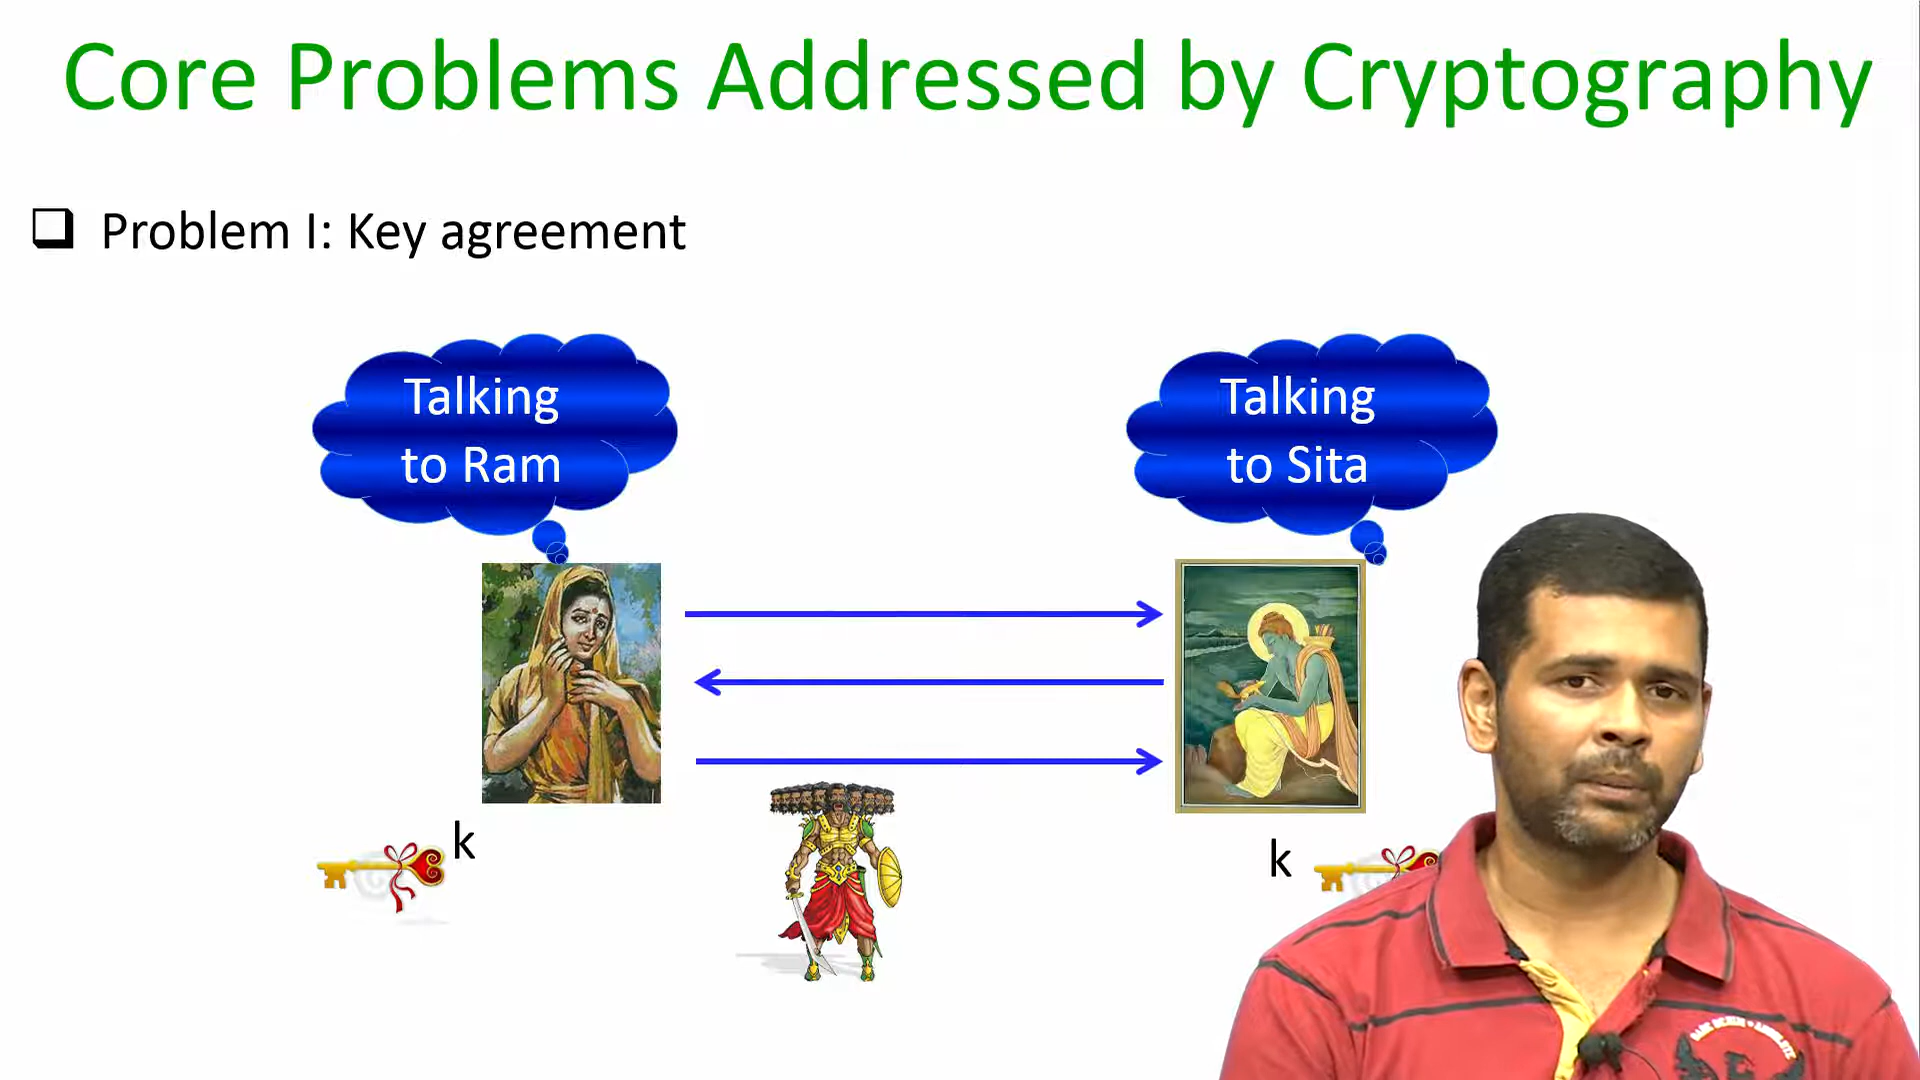 Core Problems Addressed by Cryptography
Problem I: Key agreement
Talking
to Ram
Talking
to Sita
k
k